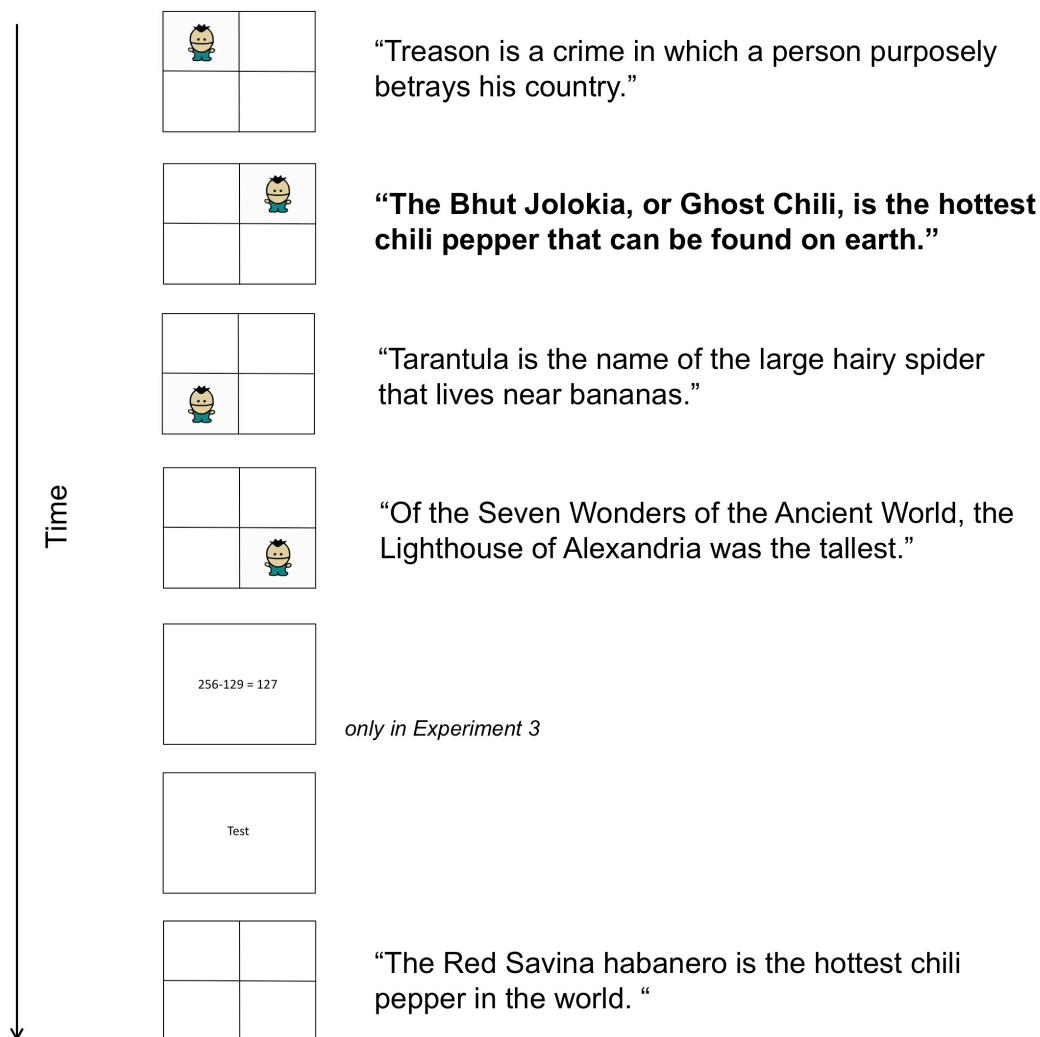 “Treason is a crime in which a person purposely
betrays his country.”
“The Bhut Jolokia, or Ghost Chili, is the hottest
chili pepper that can be found on earth.”
“Tarantula is the name of the large hairy spider
that lives near bananas.”
Time
“Of the Seven Wonders of the Ancient World, the
Lighthouse of Alexandria was the tallest.”
256-129 = 127
only in Experiment 3
Test
“The Red Savina habanero is the hottest chili
pepper in the world. “